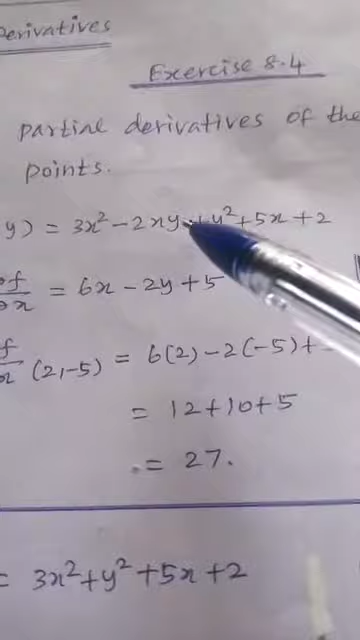 Derivatives
Exercise 8.4
partial derivatives of the
points.
y) = 3x² - 2xy + y² + 5x + 2
∂f/∂x = 6x - 2y + 5
(2,-5) = 6(2) - 2(-5) +
= 12 + 10 + 5
= 27.
= 3x² + y² + 5x + 2